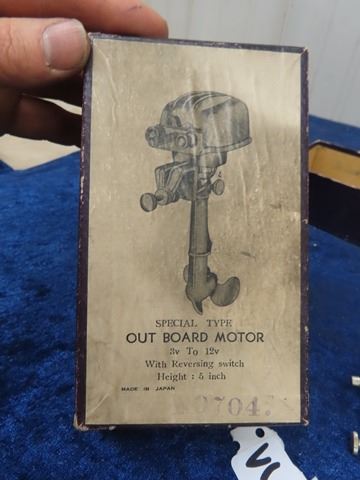 SPECIAL TYPE
OUT BOARD MOTOR
3v To 12v
With Reversing switch
Height : 5 inch
MADE IN JAPAN